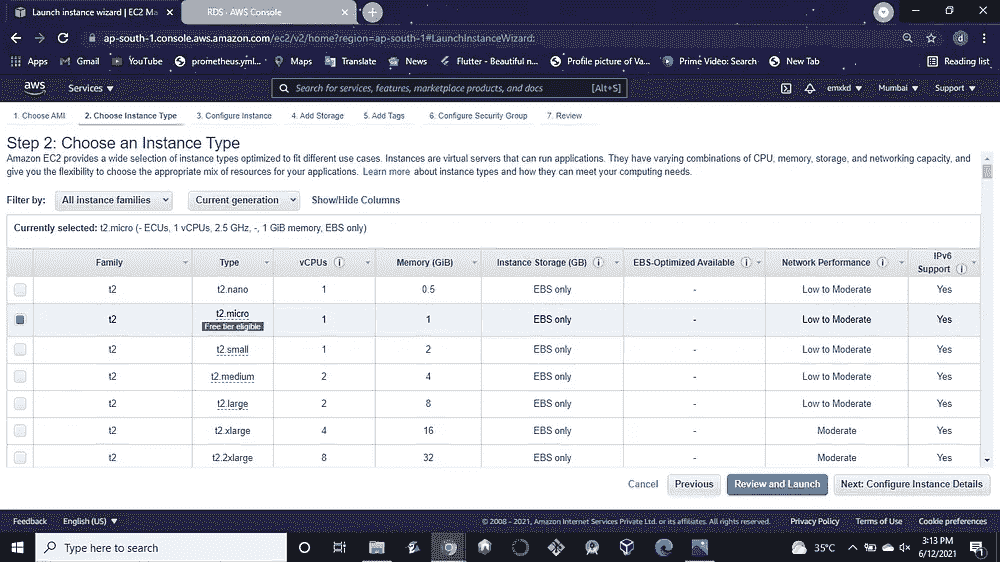 Launch instance wizard | EC2 Ma
RDS - AWS Console
ap-south-1.console.aws.amazon.com/ec2/v2/home?region=ap-south-1#LaunchInstanceWizard:
Apps Gmail YouTube prometheus.yml... Maps Translate News Flutter - Beautiful n... Profile picture of Va... Prime Video: Search New Tab Reading list
aws Services Search for services, features, marketplace products, and docs [Alt+S] emxkd Mumbai Support
1. Choose AMI 2. Choose Instance Type 3. Configure Instance 4. Add Storage 5. Add Tags 6. Configure Security Group 7. Review
Step 2: Choose an Instance Type
Amazon EC2 provides a wide selection of instance types optimized to fit different use cases. Instances are virtual servers that can run applications. They have varying combinations of CPU, memory, storage, and networking capacity, and
give you the flexibility to choose the appropriate mix of resources for your applications. Learn more about instance types and how they can meet your computing needs.
Filter by: All instance families Current generation Show/Hide Columns
Currently selected: t2.micro (- ECUs, 1 vCPUs, 2.5 GHz, -, 1 GiB memory, EBS only)
Family Type vCPUs Memory (GiB) Instance Storage (GB) EBS-Optimized Available Network Performance IPv6 Support
t2 t2.nano 1 0.5 EBS only - Low to Moderate Yes
t2 t2.micro 1 1 EBS only - Low to Moderate Yes
Free tier eligible
t2 t2.small 1 2 EBS only - Low to Moderate Yes
t2 t2.medium 2 4 EBS only - Low to Moderate Yes
t2 t2.large 2 8 EBS only - Low to Moderate Yes
t2 t2.xlarge 4 16 EBS only - Moderate Yes
t2 t2.2xlarge 8 32 EBS only - Moderate Yes
Cancel Previous Review and Launch Next: Configure Instance Details
Feedback English (US) © 2008 - 2021, Amazon Internet Services Private Ltd. or its affiliates. All rights reserved. Privacy Policy Terms of Use Cookie preferences
Type here to search 35°C 3:13 PM
6/12/2021